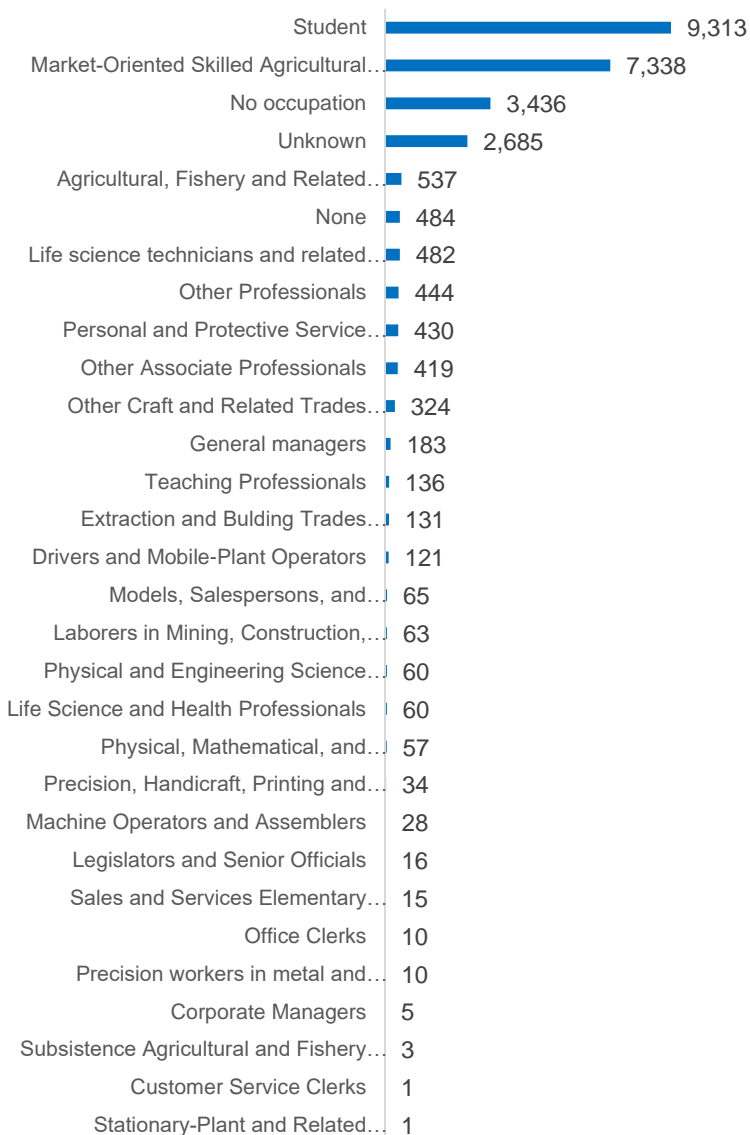 Student 9,313
Market-Oriented Skilled Agricultural… 7,338
No occupation 3,436
Unknown 2,685
Agricultural, Fishery and Related… 537
None 484
Life science technicians and related… 482
Other Professionals 444
Personal and Protective Service… 430
Other Associate Professionals 419
Other Craft and Related Trades… 324
General managers 183
Teaching Professionals 136
Extraction and Bulding Trades… 131
Drivers and Mobile-Plant Operators 121
Models, Salespersons, and… 65
Laborers in Mining, Construction,… 63
Physical and Engineering Science… 60
Life Science and Health Professionals 60
Physical, Mathematical, and… 57
Precision, Handicraft, Printing and… 34
Machine Operators and Assemblers 28
Legislators and Senior Officials 16
Sales and Services Elementary… 15
Office Clerks 10
Precision workers in metal and… 10
Corporate Managers 5
Subsistence Agricultural and Fishery… 3
Customer Service Clerks 1
Stationary-Plant and Related… 1